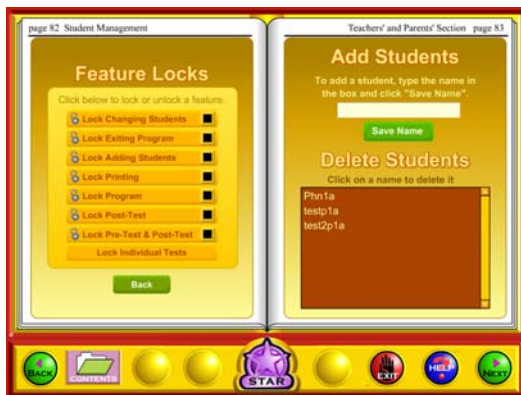 page 82 Student Management
Feature Locks
Click below to lock or unlock a feature.
Lock Changing Students
Lock Exiting Program
Lock Adding Students
Lock Printing
Lock Program
Lock Post-Test
Lock Pre-Test & Post-Test
Lock Individual Tests
Back
Teachers' and Parents' Section page 83
Add Students
To add a student, type the name in
the box and click "Save Name".
Save Name
Delete Students
Click on a name to delete it
Phn1a
testp1a
test2p1a
BACK
CONTENTS
STAR
EXIT
HELP
?
NEXT